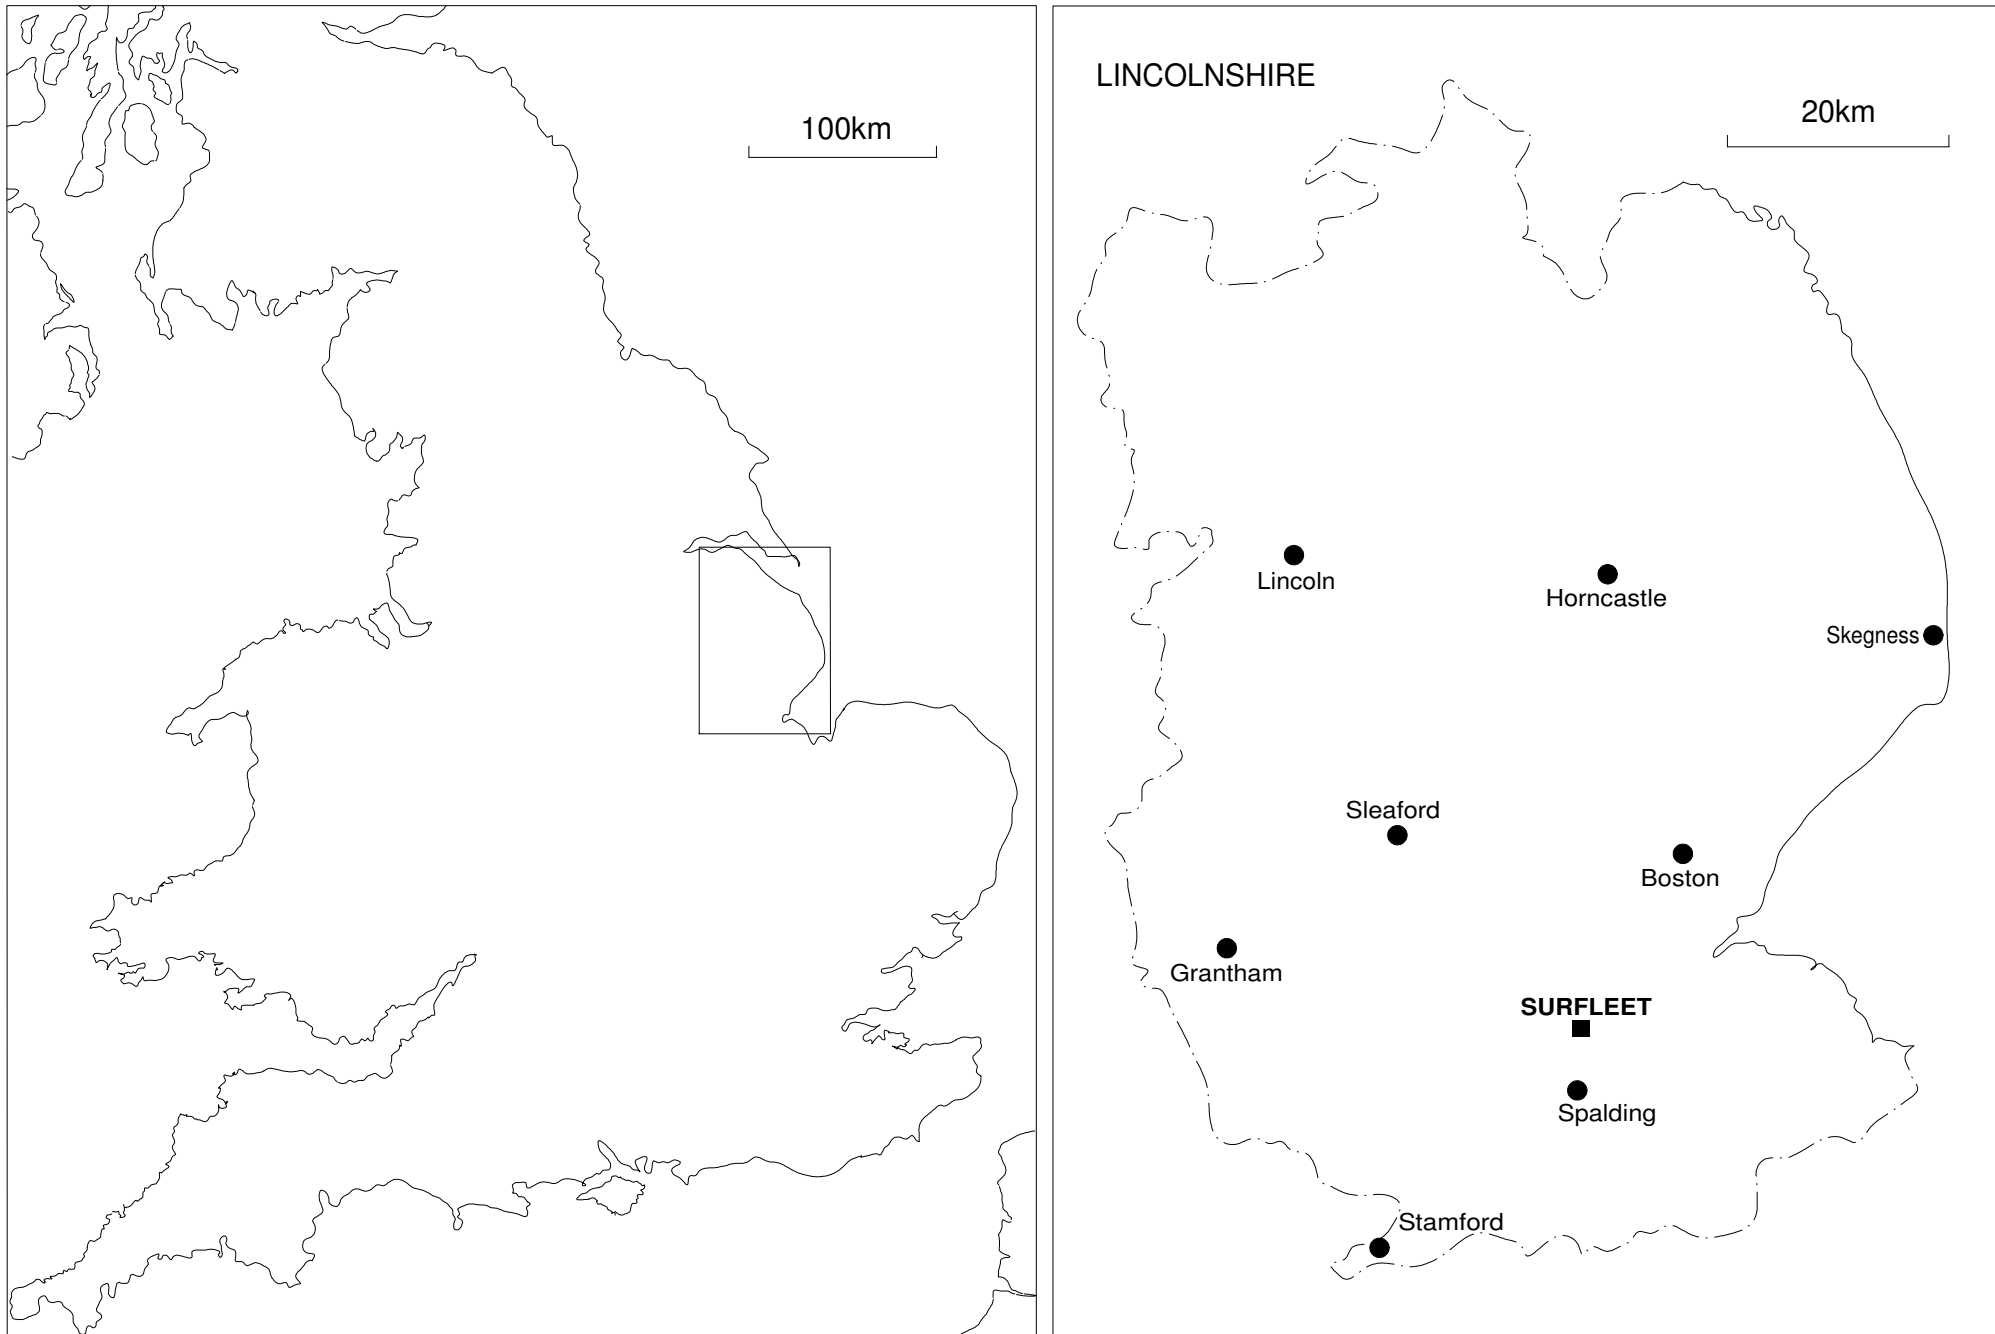 100km
LINCOLNSHIRE
20km
Lincoln
Horncastle
Skegness
Sleaford
Boston
Grantham
SURFLEET
Spalding
Stamford